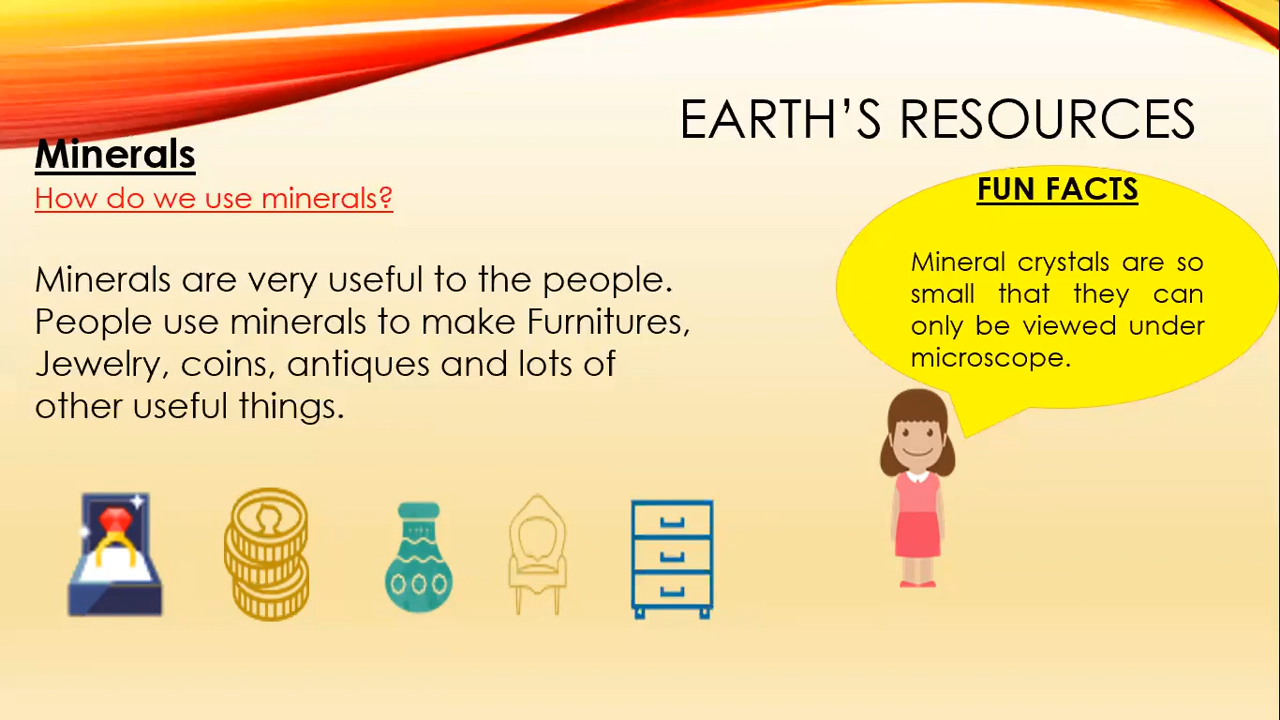 EARTH'S RESOURCES
Minerals
How do we use minerals?
Minerals are very useful to the people.
People use minerals to make Furnitures,
Jewelry, coins, antiques and lots of
other useful things.
FUN FACTS
Mineral crystals are so
small that they can
only be viewed under
microscope.